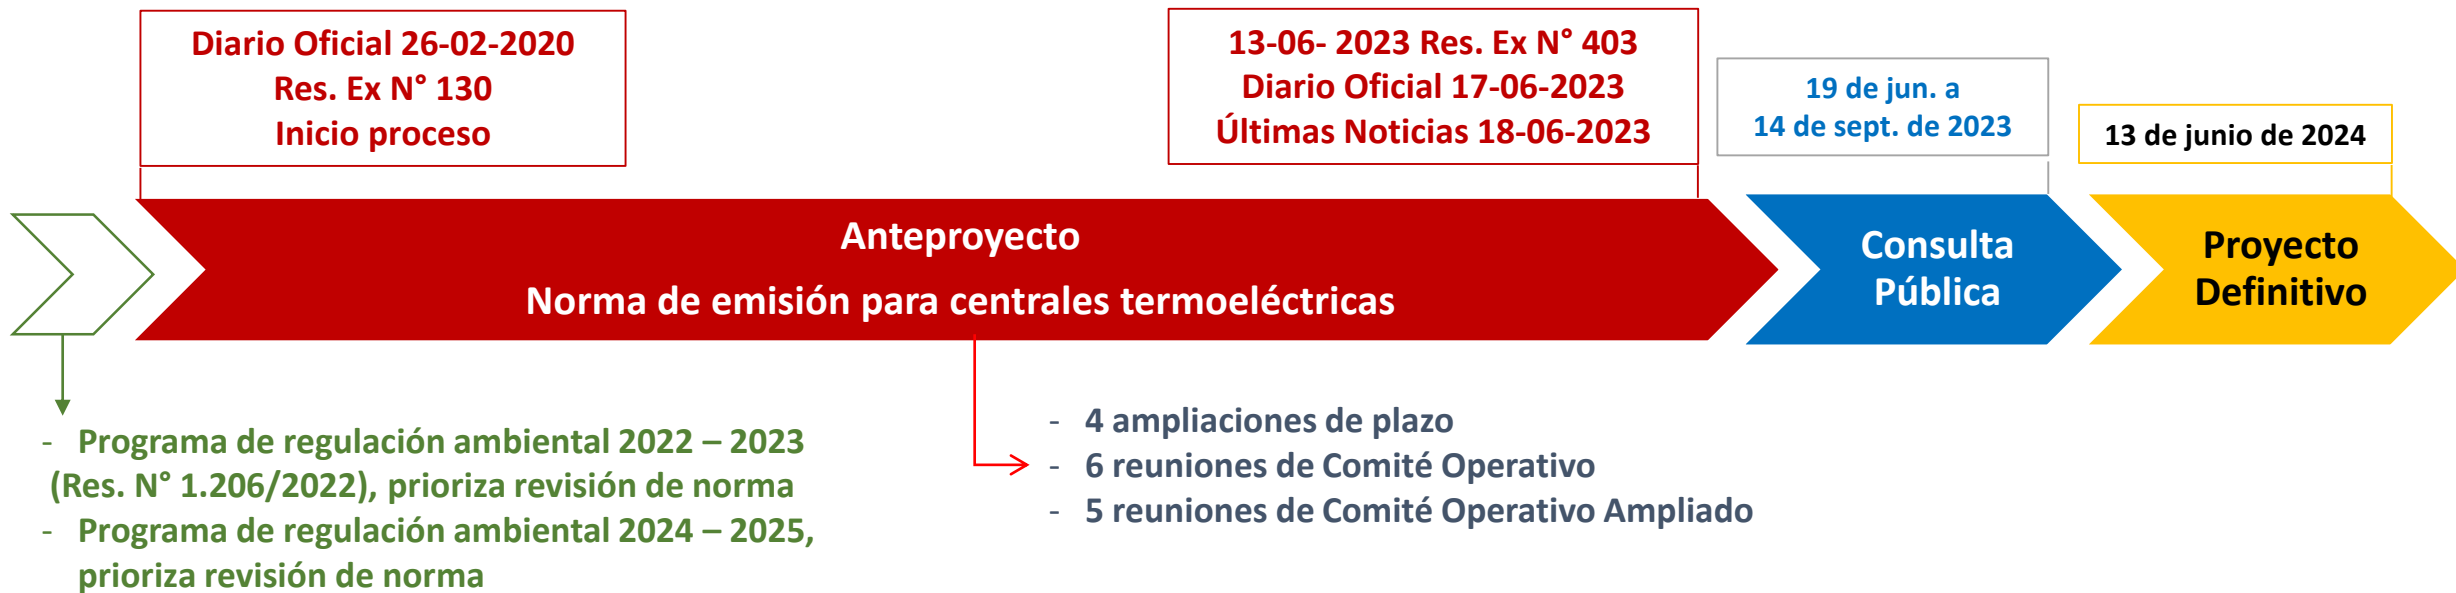 Diario Oficial 26-02-2020
Res. Ex N° 130
Inicio proceso
13-06- 2023 Res. Ex N° 403
Diario Oficial 17-06-2023
Últimas Noticias 18-06-2023
19 de jun. a
14 de sept. de 2023
13 de junio de 2024
Anteproyecto
Norma de emisión para centrales termoeléctricas
Consulta
Pública
Proyecto
Definitivo
- Programa de regulación ambiental 2022 – 2023
(Res. N° 1.206/2022), prioriza revisión de norma
- Programa de regulación ambiental 2024 – 2025,
prioriza revisión de norma
- 4 ampliaciones de plazo
- 6 reuniones de Comité Operativo
- 5 reuniones de Comité Operativo Ampliado